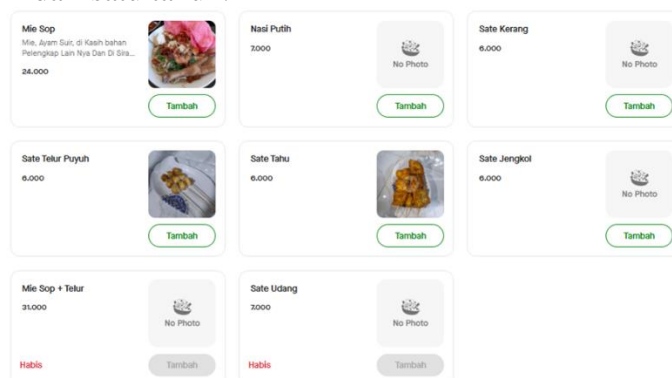 Mie Sop
Mie, Ayam Suir, di Kasih bahan
Pelengkap Lain Nya Dan Di Sira...
24.000
Tambah
Nasi Putih
7.000
No Photo
Tambah
Sate Kerang
6.000
No Photo
Tambah
Sate Telur Puyuh
6.000
Tambah
Sate Tahu
6.000
Tambah
Sate Jengkol
6.000
No Photo
Tambah
Mie Sop + Telur
31.000
No Photo
Habis
Tambah
Sate Udang
7.000
No Photo
Habis
Tambah